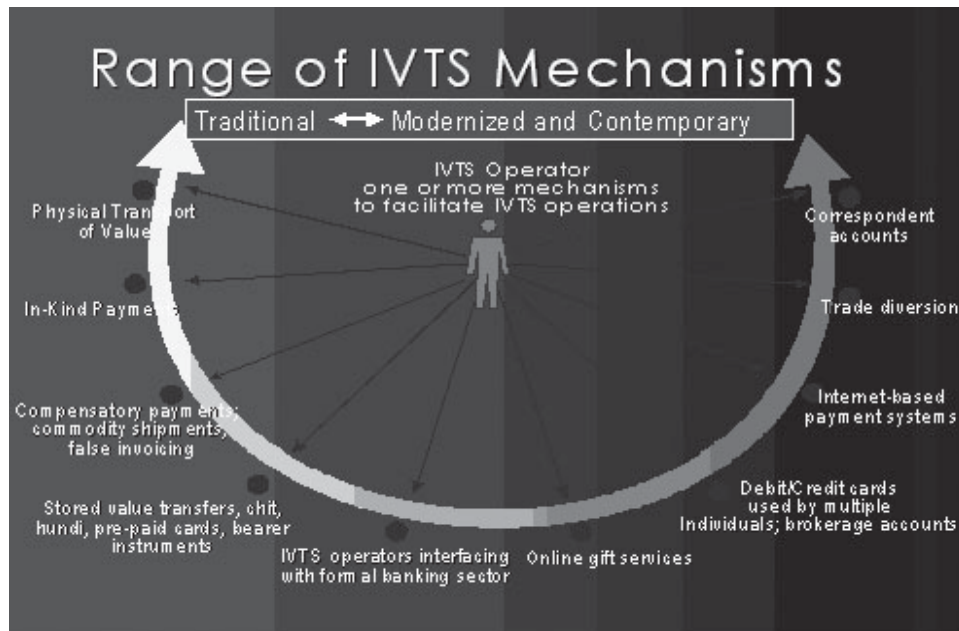 Range of IVTS Mechanisms
Traditional ↔ Modernized and Contemporary
IVTS Operator
one or more mechanisms
to facilitate IVTS operations
Physical Transport
of Value
In-Kind Payments
Compensatory payments;
commodity shipments,
false invoicing
Stored value transfers, chit,
hundi, pre-paid cards, bearer
instruments
IVTS operators interfacing
with formal banking sector
Online gift services
Debit/Credit cards
used by multiple
Individuals; brokerage accounts
Internet-based
payment systems
Trade diversion
Correspondent
accounts